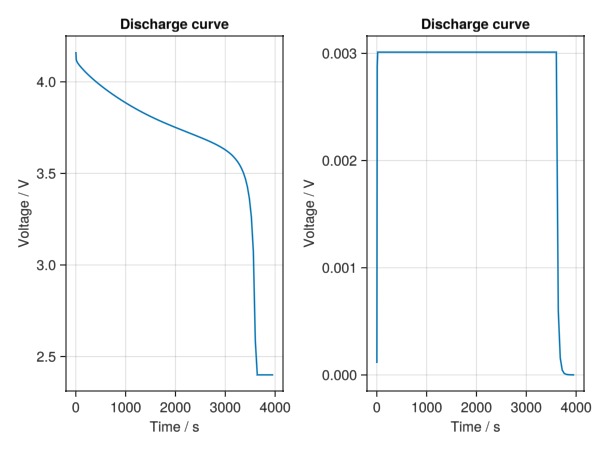 Discharge curve
Voltage / V
4.0
3.5
3.0
2.5
0 1000 2000 3000 4000
Time / s
Discharge curve
Voltage / V
0.003
0.002
0.001
0.000
0 1000 2000 3000 4000
Time / s